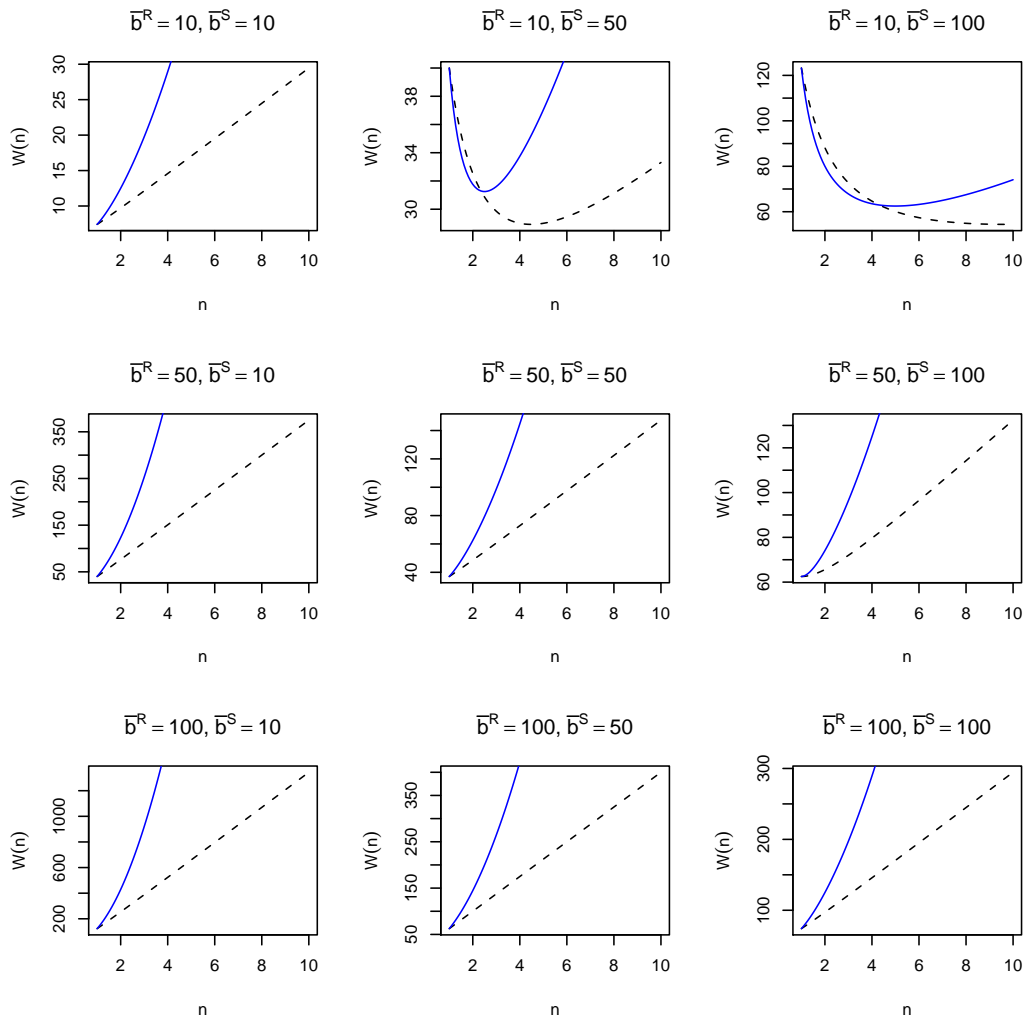 b̅ᴿ = 10, b̅ˢ = 10
W(n)
30
25
20
15
10
2 4 6 8 10
n
b̅ᴿ = 10, b̅ˢ = 50
W(n)
38
34
30
2 4 6 8 10
n
b̅ᴿ = 10, b̅ˢ = 100
W(n)
120
100
80
60
2 4 6 8 10
n
b̅ᴿ = 50, b̅ˢ = 10
W(n)
350
250
150
50
2 4 6 8 10
n
b̅ᴿ = 50, b̅ˢ = 50
W(n)
120
80
40
2 4 6 8 10
n
b̅ᴿ = 50, b̅ˢ = 100
W(n)
120
100
80
60
2 4 6 8 10
n
b̅ᴿ = 100, b̅ˢ = 10
W(n)
1000
600
200
2 4 6 8 10
n
b̅ᴿ = 100, b̅ˢ = 50
W(n)
350
250
150
50
2 4 6 8 10
n
b̅ᴿ = 100, b̅ˢ = 100
W(n)
300
200
100
2 4 6 8 10
n